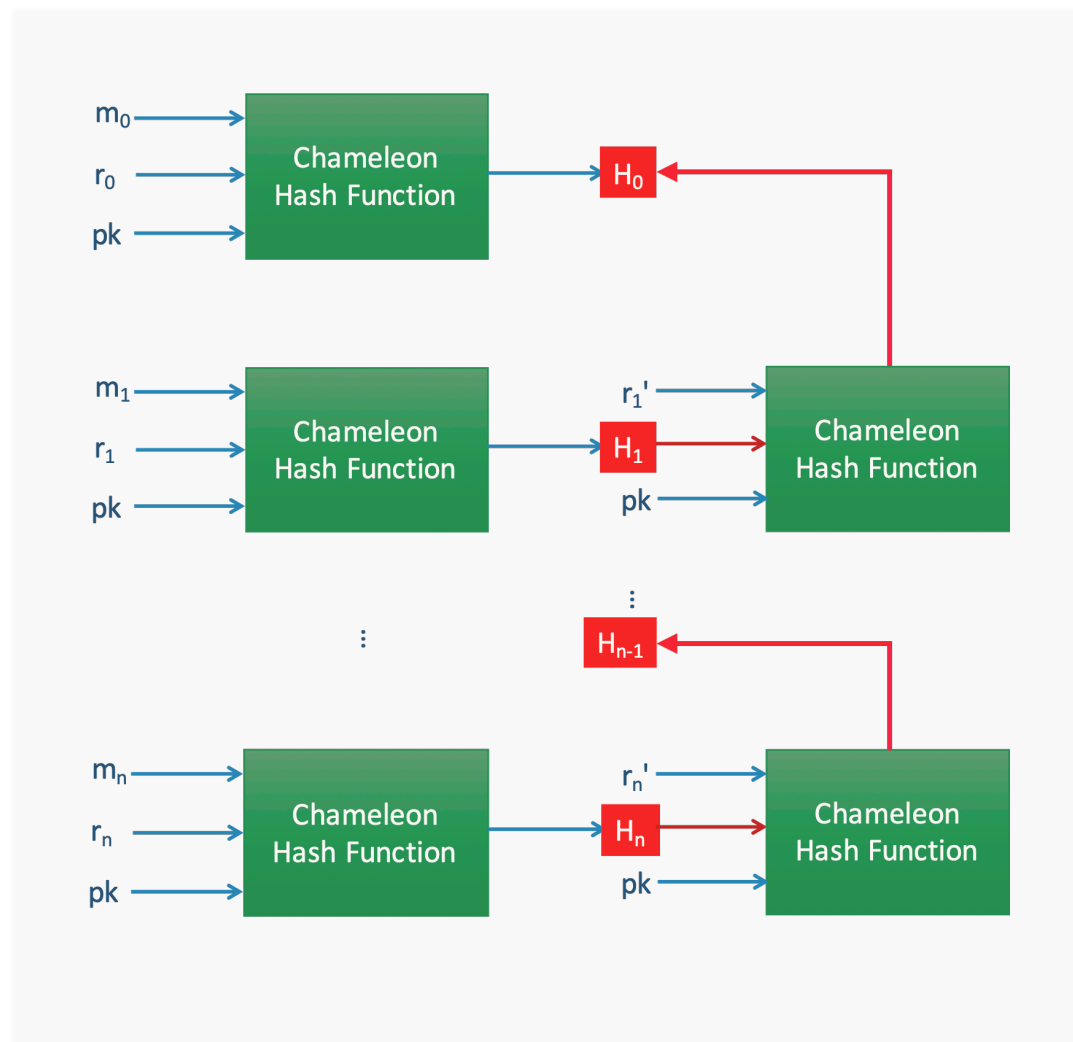 m₀
r₀
pk
Chameleon
Hash Function
H₀
m₁
r₁
pk
Chameleon
Hash Function
r₁'
H₁
pk
Chameleon
Hash Function
⋮
⋮
Hₙ₋₁
mₙ
rₙ
pk
Chameleon
Hash Function
rₙ'
Hₙ
pk
Chameleon
Hash Function